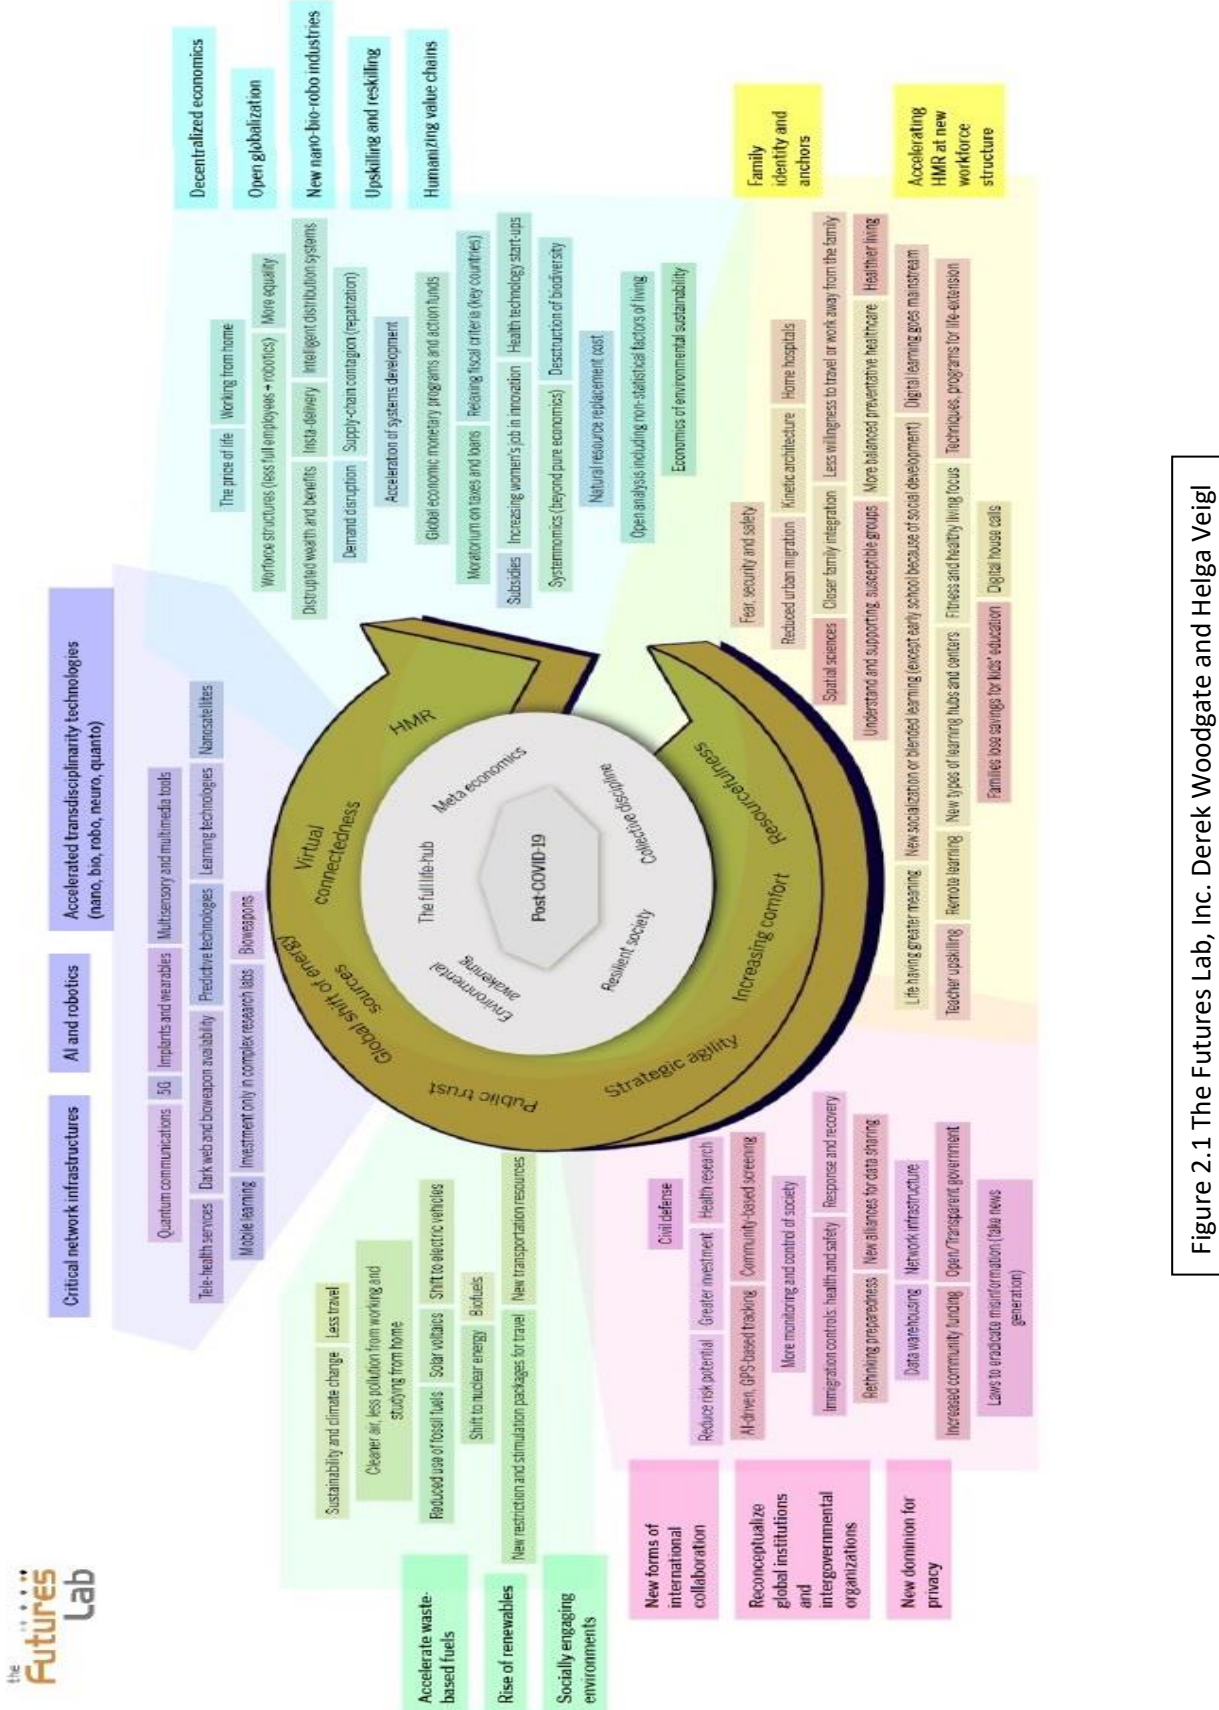 the
Futures
Lab
Critical network infrastructures
AI and robotics
Accelerated transdisciplinarity technologies
(nano, bio, robo, neuro, quanto)
Quantum communications
5G
Implants and wearables
Multisensory and multimedia tools
Tele-health services
Dark web and bioweapon availability
Predictive technologies
Learning technologies
Nanosatellites
Mobile learning
Investment only in complex research labs
Bioweapons
Decentralized economics
Open globalization
New nano-bio-robo industries
Upskilling and reskilling
Humanizing value chains
The price of life
Working from home
Worforce structures (less full employees + robotics)
More equality
Distrupted wealth and benefits
Insta-delivery
Intelligent distribution systems
Demand disruption
Supply-chain contagion (repatration)
Acceleration of systems development
Global economic monetary programs and action funds
Moratorium on taxes and loans
Relaxing fiscal criteria (key countries)
Subsidies
Increasing women's job in innovation
Health technology start-ups
Systemnomics (beyond pure economics)
Desctruction of biodiversity
Natural resource replacement cost
Open analysis including non-statistical factors of living
Economics of environmental sustainability
Sustainability and climate change
Less travel
Cleaner air, less pollution from working and
studying from home
Reduced use of fossil fuels
Solar voltaics
Shift to electric vehicles
Shift to nuclear energy
Biofuels
New restriction and stimulation packages for travel
New transportation resources
Accelerate waste-
based fuels
Rise of renewables
Socially engaging
environments
Public trust
Global shift of energy
sources
Virtual
connectedness
HMR
Strategic agility
Increasing comfort
Resourcefulness
Environmental
awakening
The full life-hub
Meta economics
Resilient society
Collective discipline
Post-COVID-19
New forms of
international
collaboration
Reconceptualize
global institutions
and
intergovernmental
organizations
New dominion for
privacy
Civil defense
Reduce risk potential
Greater investment
Health research
AI-driven, GPS-based tracking
Community-based screening
More monitoring and control of society
Immigration controls: health and safety
Response and recovery
Rethinking preparedness
New alliances for data sharing
Data warehousing
Network infrastructure
Increased community funding
Open/Transparent government
Laws to eradicate misinformation (fake news
generation)
Family
identity and
anchors
Accelerating
HMR at new
workforce
structure
Fear, security and safety
Reduced urban migration
Kinetic architecture
Home hospitals
Spatial sciences
Closer family integration
Less willingness to travel or work away from the family
Understand and supporting, susceptible groups
More balanced preventative healthcare
Healthier living
Life having greater meaning
New socialization or blended learning (except early school because of social development)
Digital learning goes mainstream
Teacher upskilling
Remote learning
New types of learning hubs and centers
Fitness and healthy living focus
Techniques, programs for life-extension
Families lose savings for kids' education
Digital house calls
Figure 2.1 The Futures Lab, Inc. Derek Woodgate and Helga Veigl